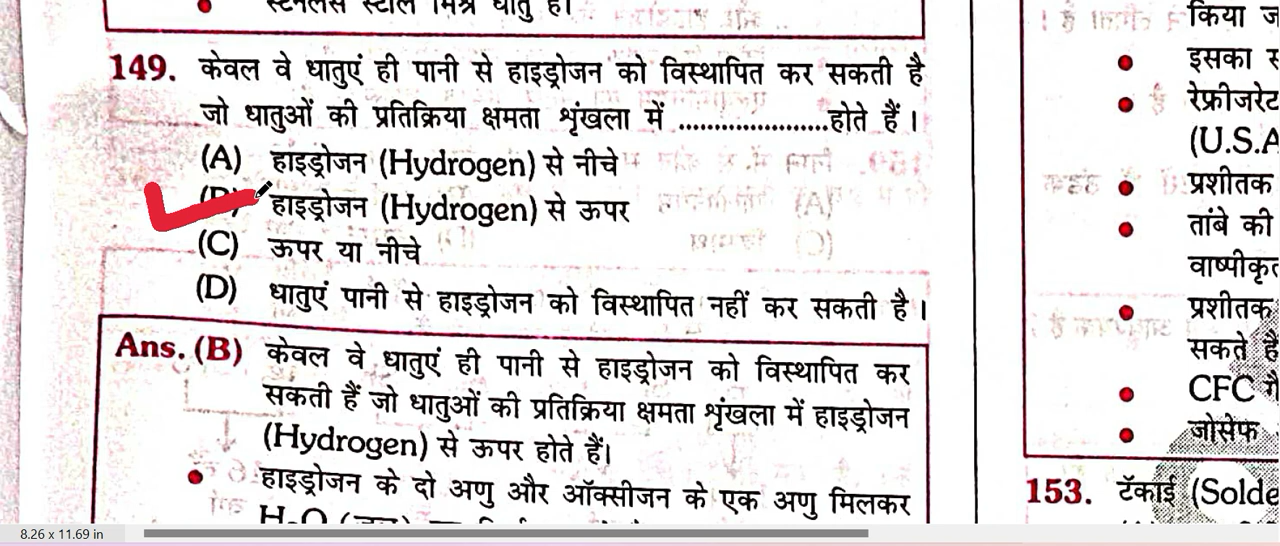 स्टेनलेस स्टील मिश्र धातु है।
149. केवल वे धातुएं ही पानी से हाइड्रोजन को विस्थापित कर सकती है
जो धातुओं की प्रतिक्रिया क्षमता शृंखला में ......................होते हैं।
(A) हाइड्रोजन (Hydrogen) से नीचे
हाइड्रोजन (Hydrogen) से ऊपर
(C) ऊपर या नीचे
(D) धातुएं पानी से हाइड्रोजन को विस्थापित नहीं कर सकती है।
Ans. (B) केवल वे धातुएं ही पानी से हाइड्रोजन को विस्थापित कर
सकती हैं जो धातुओं की प्रतिक्रिया क्षमता शृंखला में हाइड्रोजन
(Hydrogen) से ऊपर होते हैं।
• हाइड्रोजन के दो अणु और ऑक्सीजन के एक अणु मिलकर
किया
• इसका
• रेफ्रीजरेट
(U.S.A
• प्रशीतक
• तांबे की
वाष्पीकृत
• प्रशीतक
सकते हैं
• CFC गै
• जोसेफ
153. टॅकाई (Solde
8.26 x 11.69 in